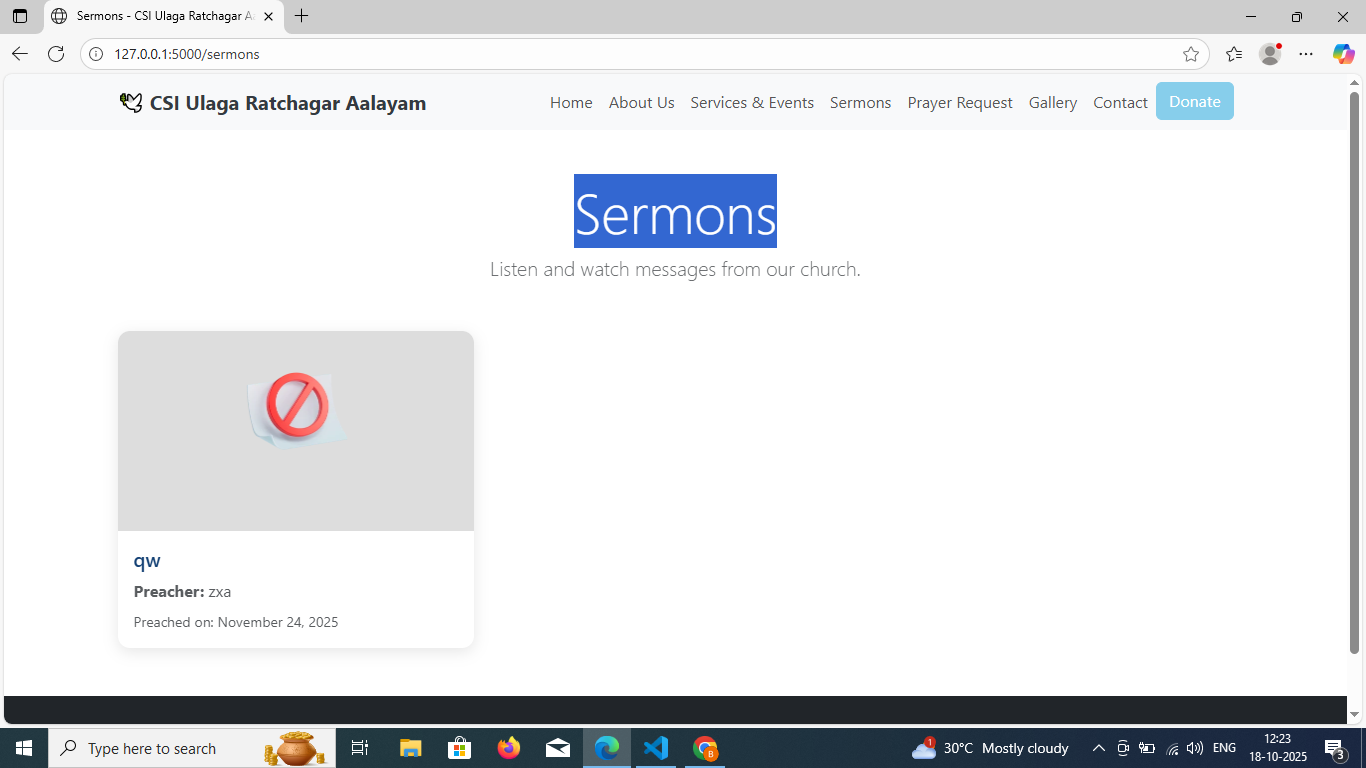 Sermons - CSI Ulaga Ratchagar A
127.0.0.1:5000/sermons
CSI Ulaga Ratchagar Aalayam
Home About Us Services & Events Sermons Prayer Request Gallery Contact Donate
Sermons
Listen and watch messages from our church.
qw
Preacher: zxa
Preached on: November 24, 2025
Type here to search
B
1
30°C Mostly cloudy
ENG
12:23
18-10-2025
3